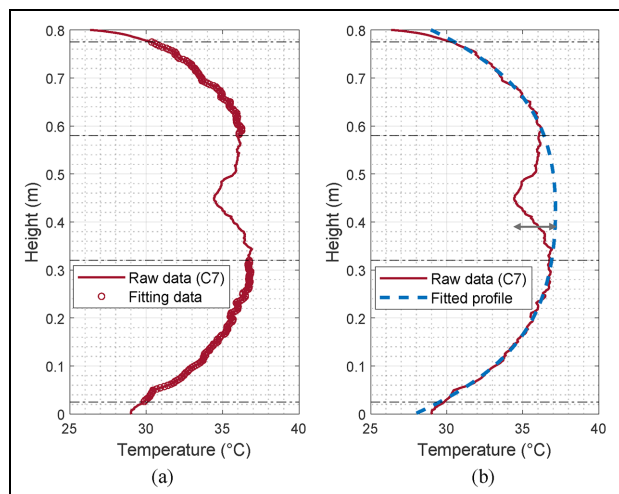 0.8
0.7
0.6
0.5
0.4
0.3
0.2
0.1
0
Height (m)
Raw data (C7)
Fitting data
25 30 35 40
Temperature (°C)
(a)
0.8
0.7
0.6
0.5
0.4
0.3
0.2
0.1
0
Height (m)
Raw data (C7)
Fitted profile
25 30 35 40
Temperature (°C)
(b)